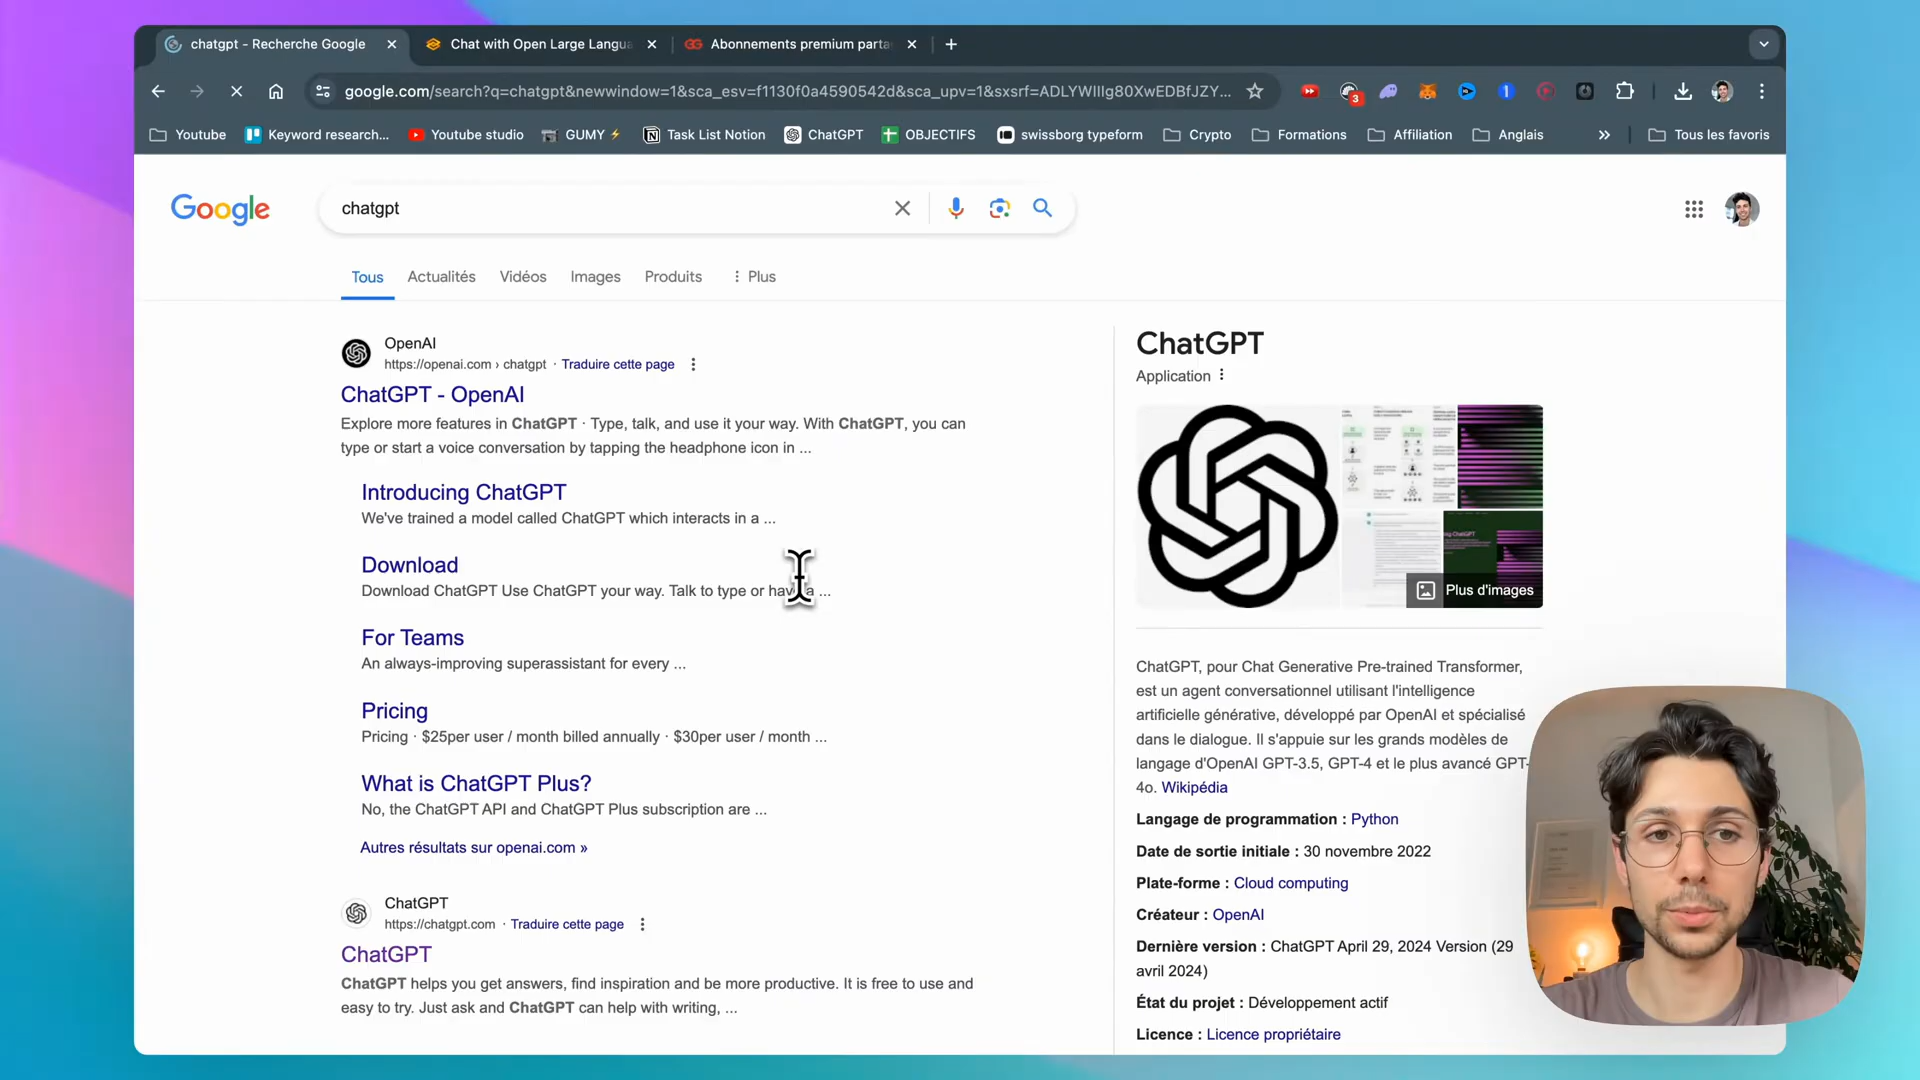 chatgpt - Recherche Google
Chat with Open Large Langua
GG
Abonnements premium parta
google.com/search?q=chatgpt&newwindow=1&sca_esv=f1130f0a4590542d&sca_upv=1&sxsrf=ADLYWIIlg80XwEDBfJZY...
3
Youtube
Keyword research...
Youtube studio
GUMY ⚡
Task List Notion
ChatGPT
OBJECTIFS
swissborg typeform
Crypto
Formations
Affiliation
Anglais
»
Tous les favoris
Google
chatgpt
Tous
Actualités
Vidéos
Images
Produits
Plus
OpenAI
https://openai.com › chatgpt · Traduire cette page
ChatGPT - OpenAI
Explore more features in ChatGPT · Type, talk, and use it your way. With ChatGPT, you can
type or start a voice conversation by tapping the headphone icon in ...
Introducing ChatGPT
We've trained a model called ChatGPT which interacts in a ...
Download
Download ChatGPT Use ChatGPT your way. Talk to type or have a ...
For Teams
An always-improving superassistant for every ...
Pricing
Pricing · $25per user / month billed annually · $30per user / month ...
What is ChatGPT Plus?
No, the ChatGPT API and ChatGPT Plus subscription are ...
Autres résultats sur openai.com »
ChatGPT
https://chatgpt.com · Traduire cette page
ChatGPT
ChatGPT helps you get answers, find inspiration and be more productive. It is free to use and
easy to try. Just ask and ChatGPT can help with writing, ...
ChatGPT
Application
Plus d'images
ChatGPT, pour Chat Generative Pre-trained Transformer,
est un agent conversationnel utilisant l'intelligence
artificielle générative, développé par OpenAI et spécialisé
dans le dialogue. Il s'appuie sur les grands modèles de
langage d'OpenAI GPT-3.5, GPT-4 et le plus avancé GPT-
4o. Wikipédia
Langage de programmation : Python
Date de sortie initiale : 30 novembre 2022
Plate-forme : Cloud computing
Créateur : OpenAI
Dernière version : ChatGPT April 29, 2024 Version (29
avril 2024)
État du projet : Développement actif
Licence : Licence propriétaire